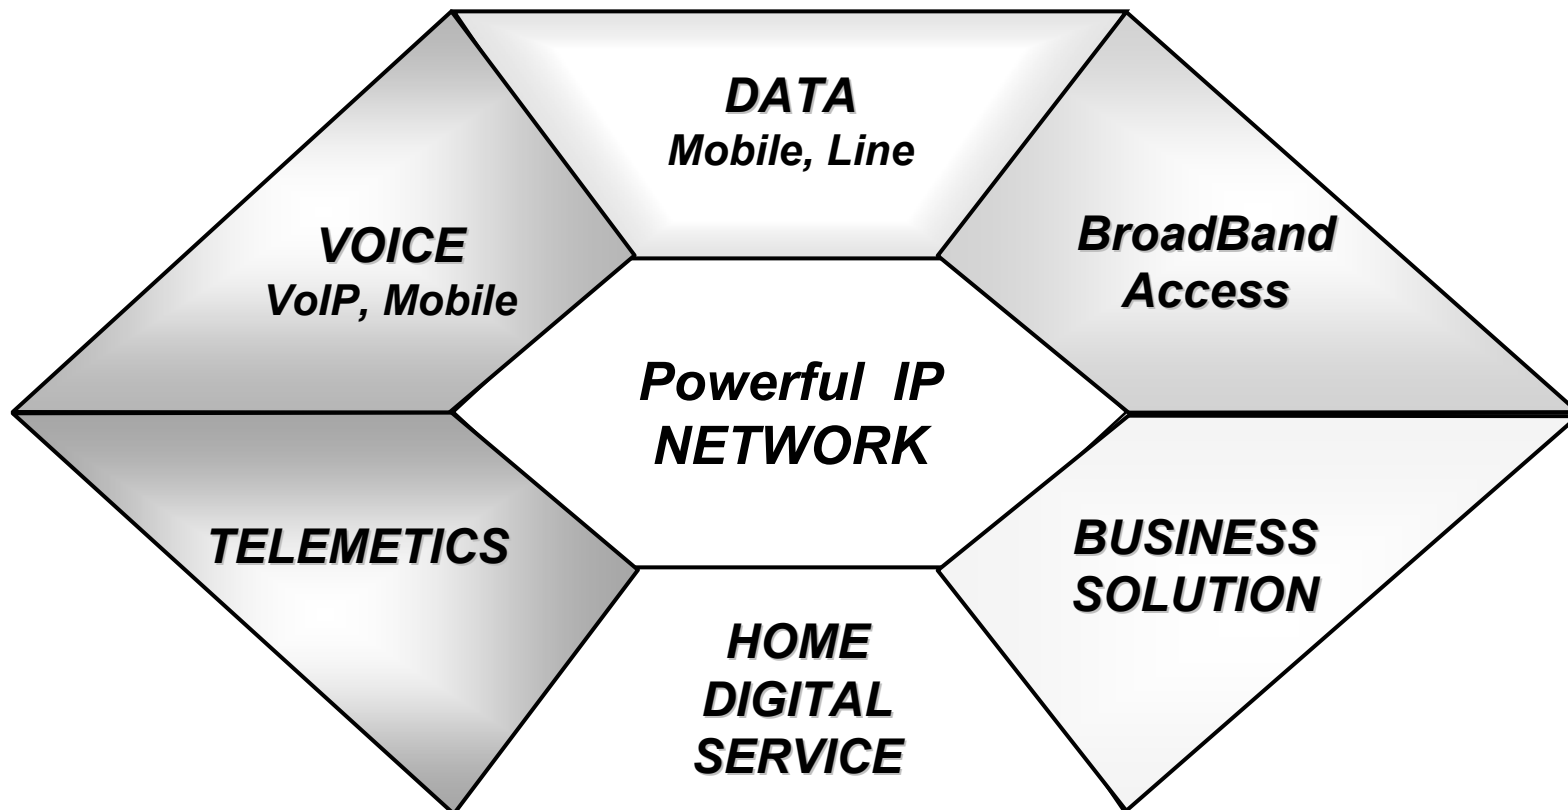 DATA
Mobile, Line
VOICE
VoIP, Mobile
BroadBand
Access
Powerful IP
NETWORK
TELEMETICS
BUSINESS
SOLUTION
HOME
DIGITAL
SERVICE